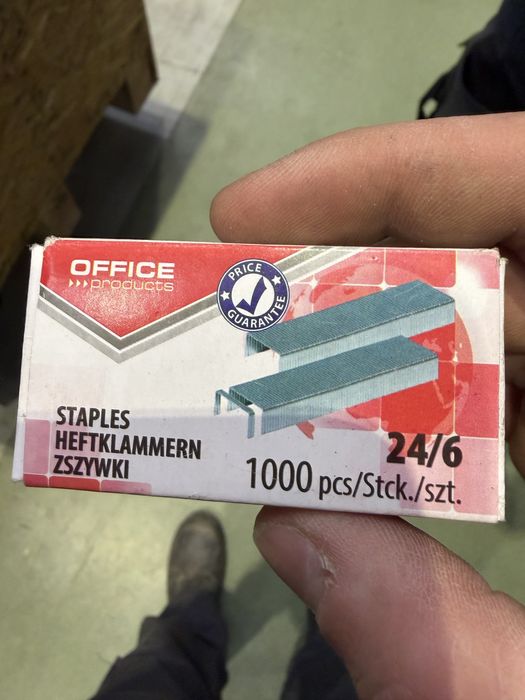 OFFICE
products
PRICE
GUARANTEE
STAPLES
HEFTKLAMMERN
ZSZYWKI
24/6
1000 pcs/Stck./szt.